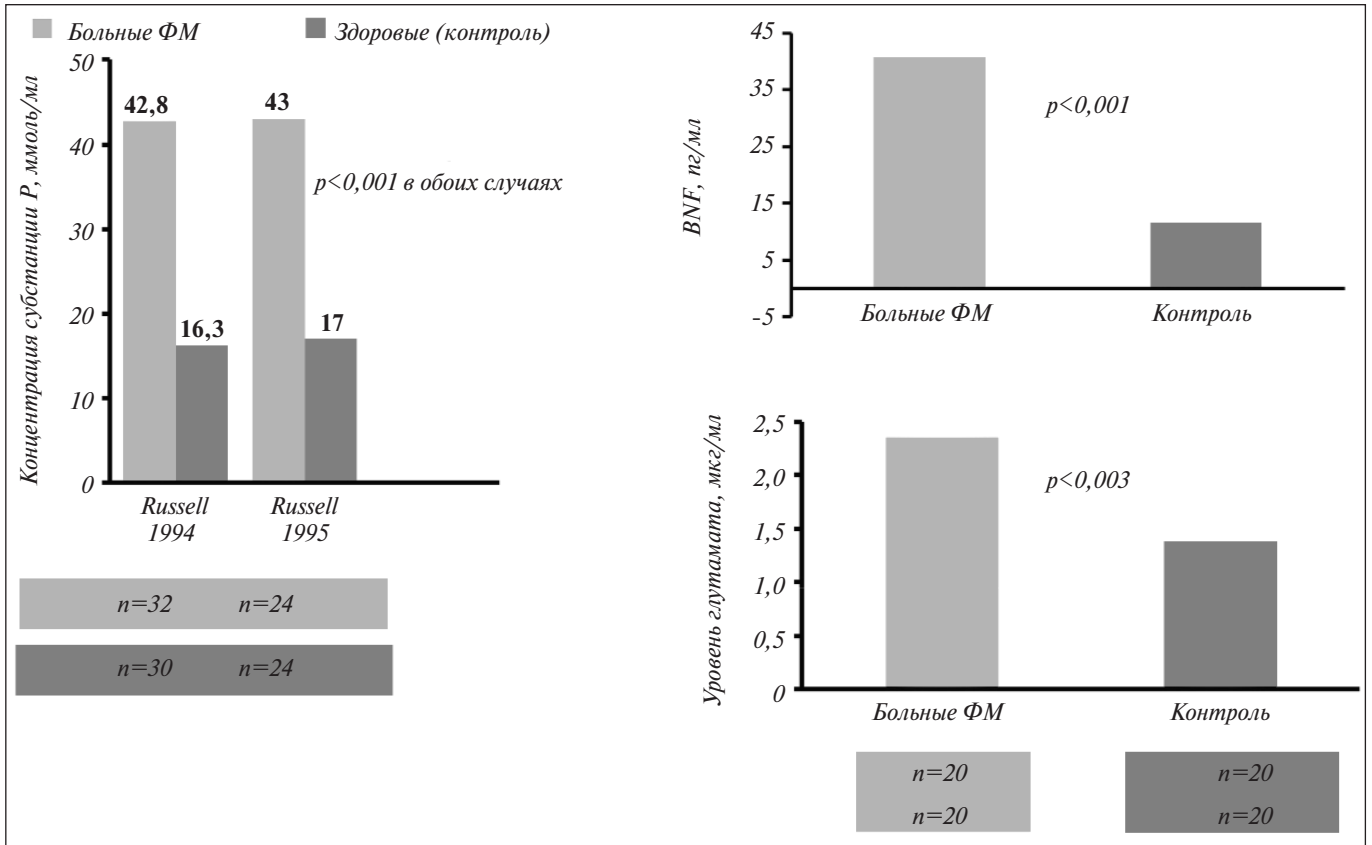 Больные ФМ
Здоровые (контроль)
Концентрация субстанции P, ммоль/мл
50
40
30
20
10
0
42,8
16,3
43
17
p<0,001 в обоих случаях
Russell
1994
Russell
1995
n=32 n=24
n=30 n=24
BNF, пг/мл
45
35
25
15
5
-5
p<0,001
Больные ФМ
Контроль
Уровень глутамата, мкг/мл
2,5
2,0
1,5
1,0
0,5
0
p<0,003
Больные ФМ
Контроль
n=20
n=20
n=20
n=20